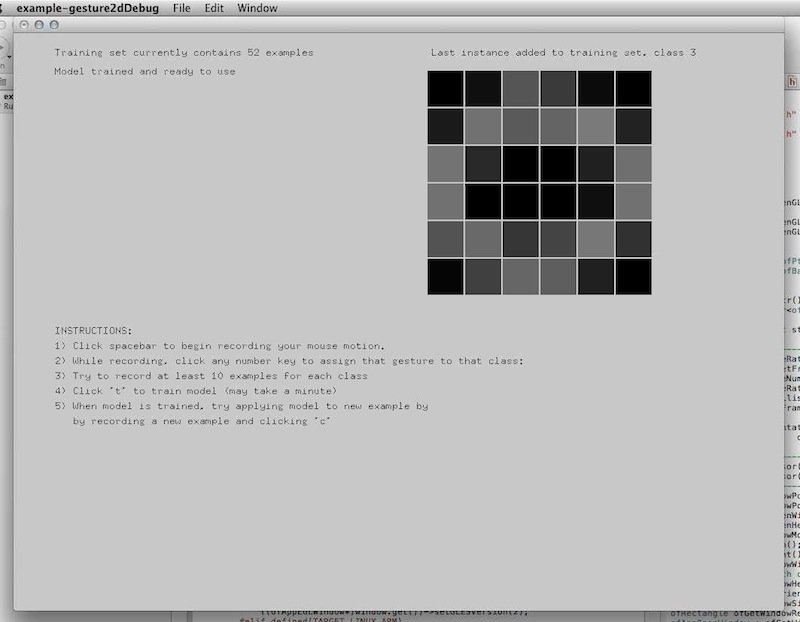 example-gesture2dDebug File Edit Window
Training set currently contains 52 examples
Last instance added to training set, class 3
Model trained and ready to use
INSTRUCTIONS:
1) Click spacebar to begin recording your mouse motion.
2) While recording, click any number key to assign that gesture to that class:
3) Try to record at least 10 examples for each class
4) Click 't' to train model (may take a minute)
5) When model is trained, try applying model to new example by
by recording a new example and clicking 'c'